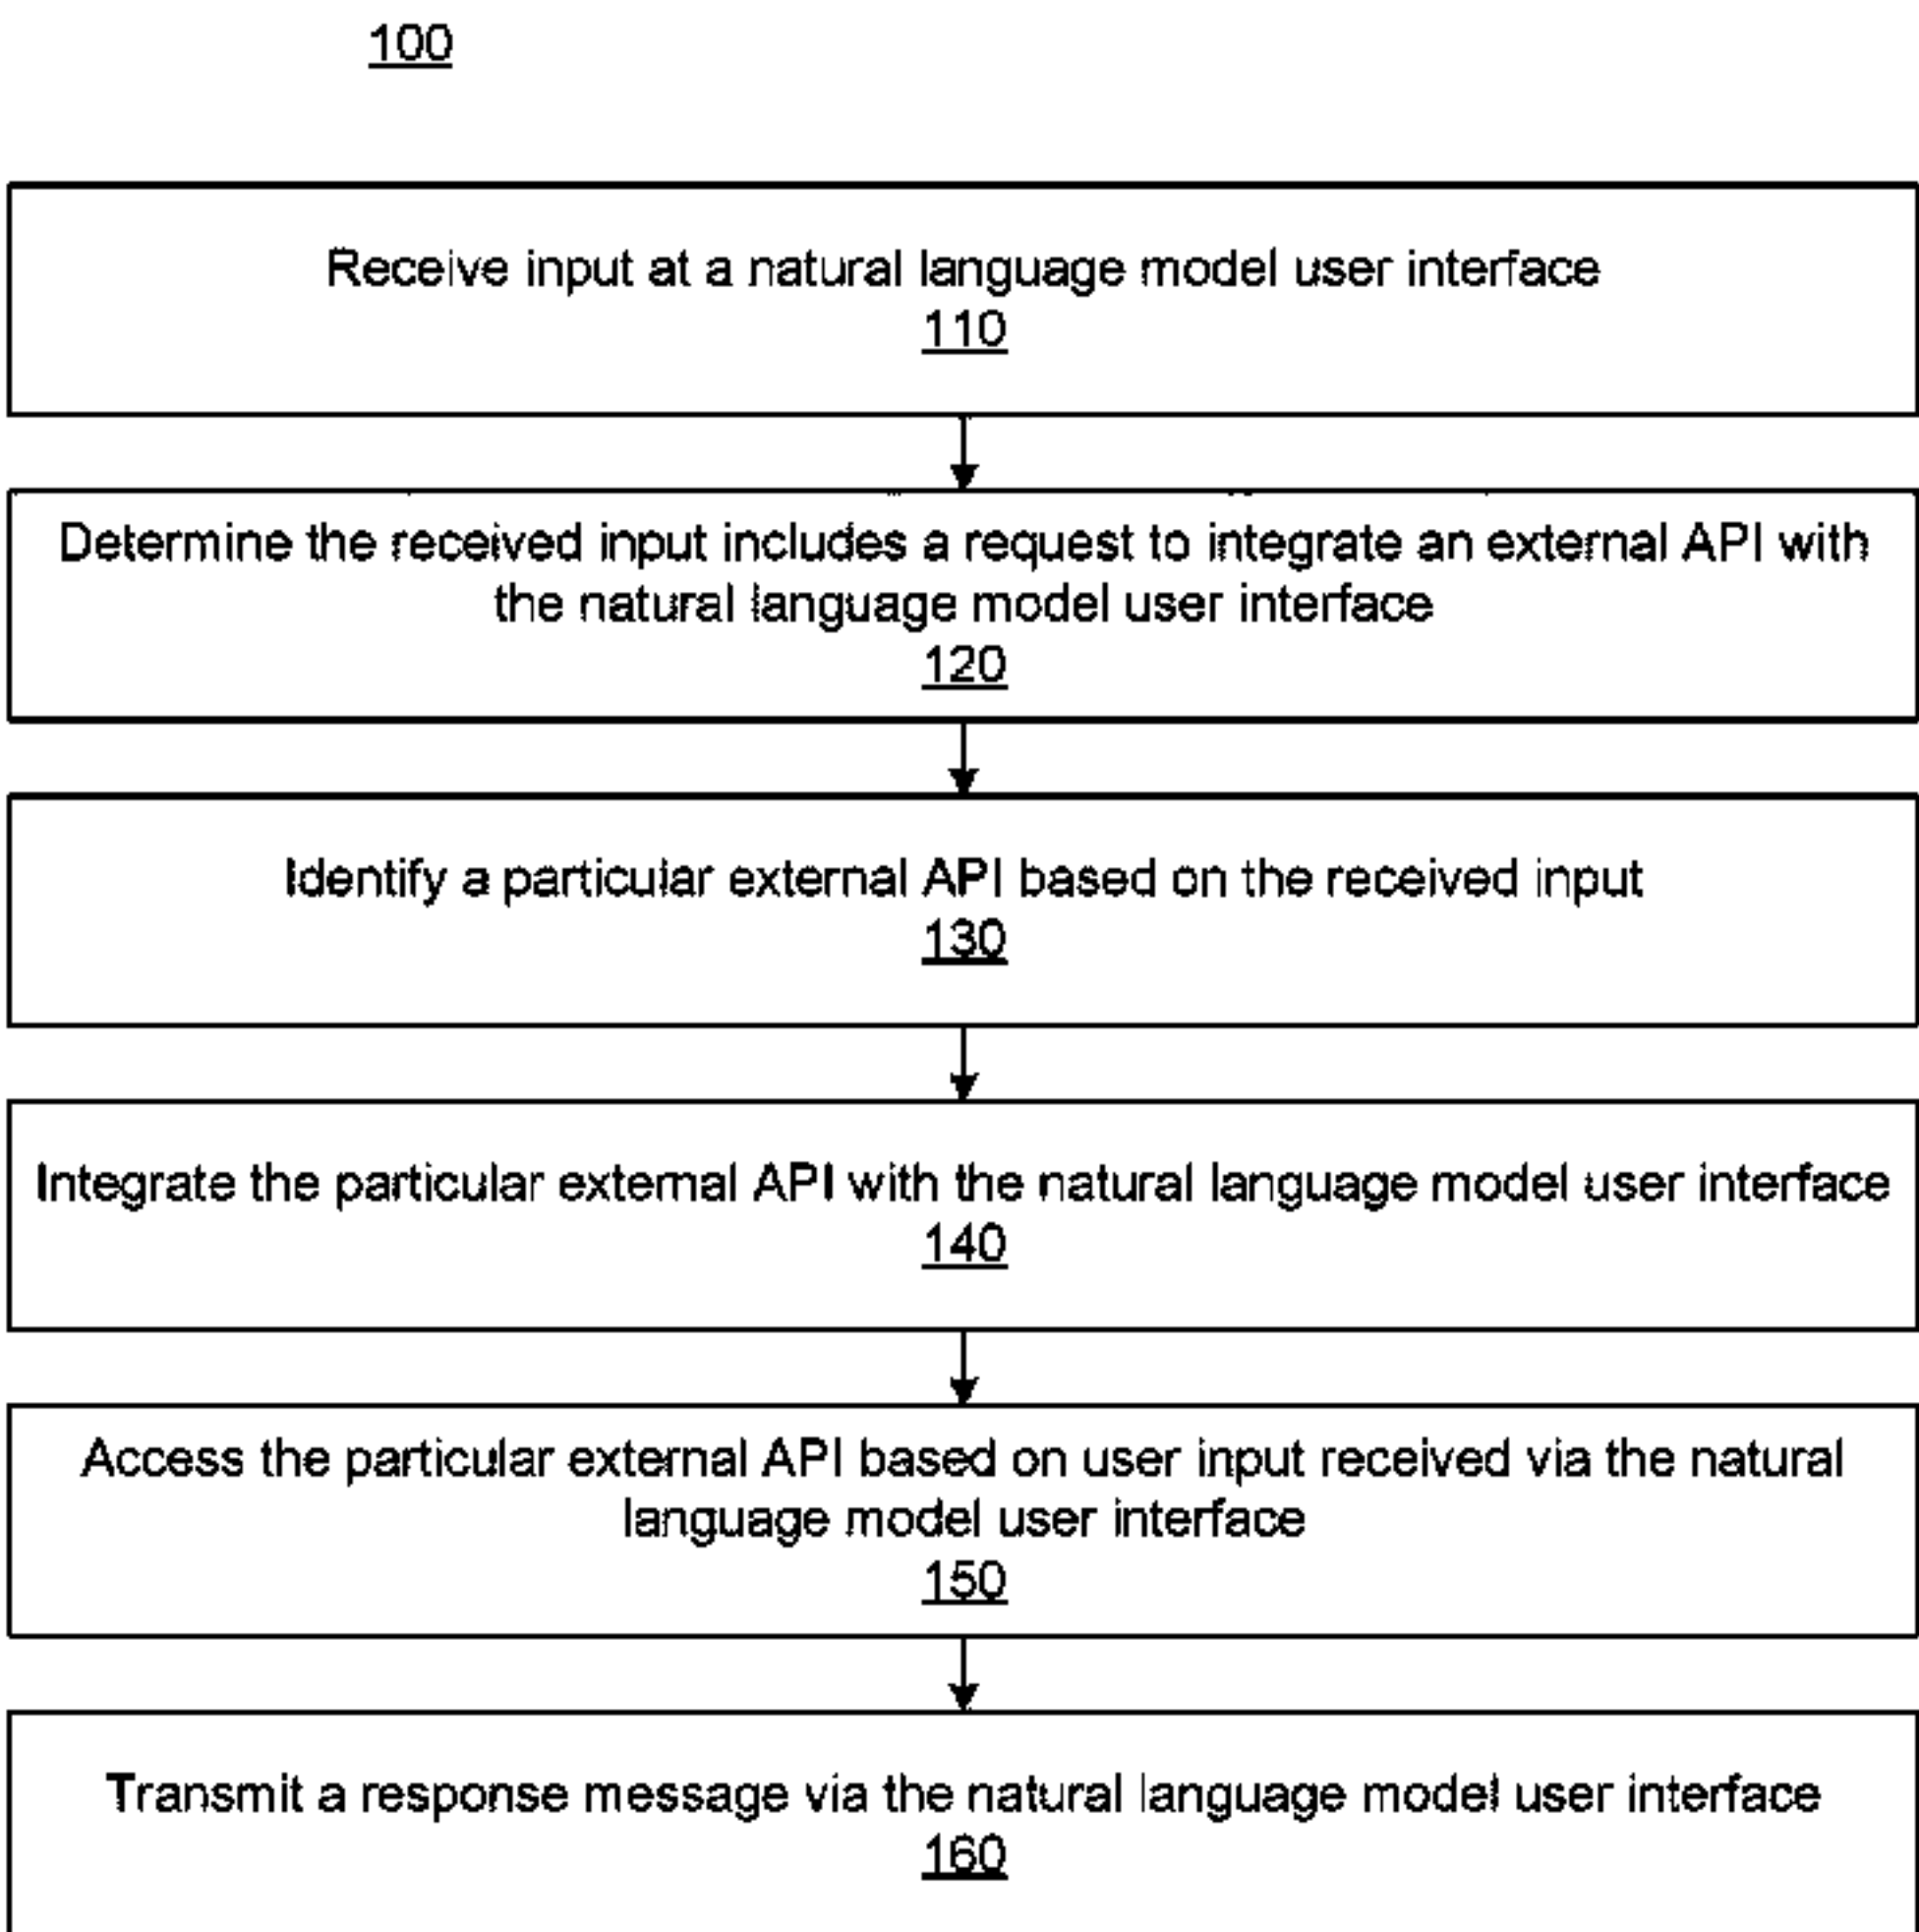 100
Receive input at a natural language model user interface
110
Determine the received input includes a request to integrate an external API with
the natural language model user interface
120
Identify a particular external API based on the received input
130
Integrate the particular external API with the natural language model user interface
140
Access the particular external API based on user input received via the natural
language model user interface
150
Transmit a response message via the natural language model user interface
160